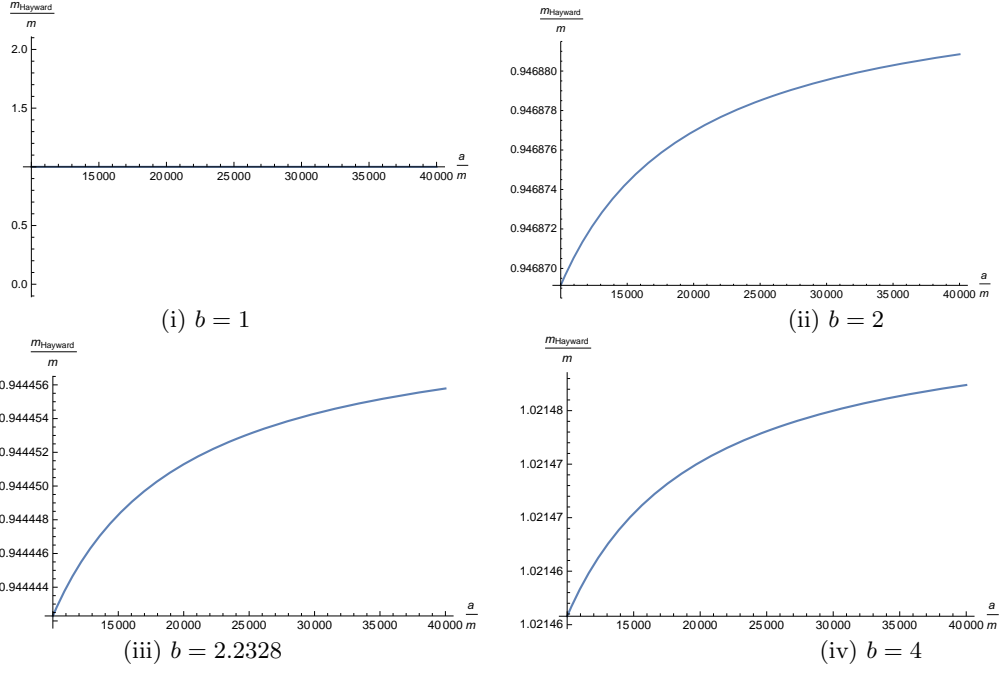 m_Hayward
m
2.0
1.5
0.5
0.0
15000 20000 25000 30000 35000 40000
a
m
(i) b = 1
m_Hayward
m
0.946880
0.946878
0.946876
0.946874
0.946872
0.946870
15000 20000 25000 30000 35000 40000
a
m
(ii) b = 2
m_Hayward
m
0.944456
0.944454
0.944452
0.944450
0.944448
0.944446
0.944444
15000 20000 25000 30000 35000 40000
a
m
(iii) b = 2.2328
m_Hayward
m
1.02148
1.02147
1.02147
1.02146
1.02146
15000 20000 25000 30000 35000 40000
a
m
(iv) b = 4